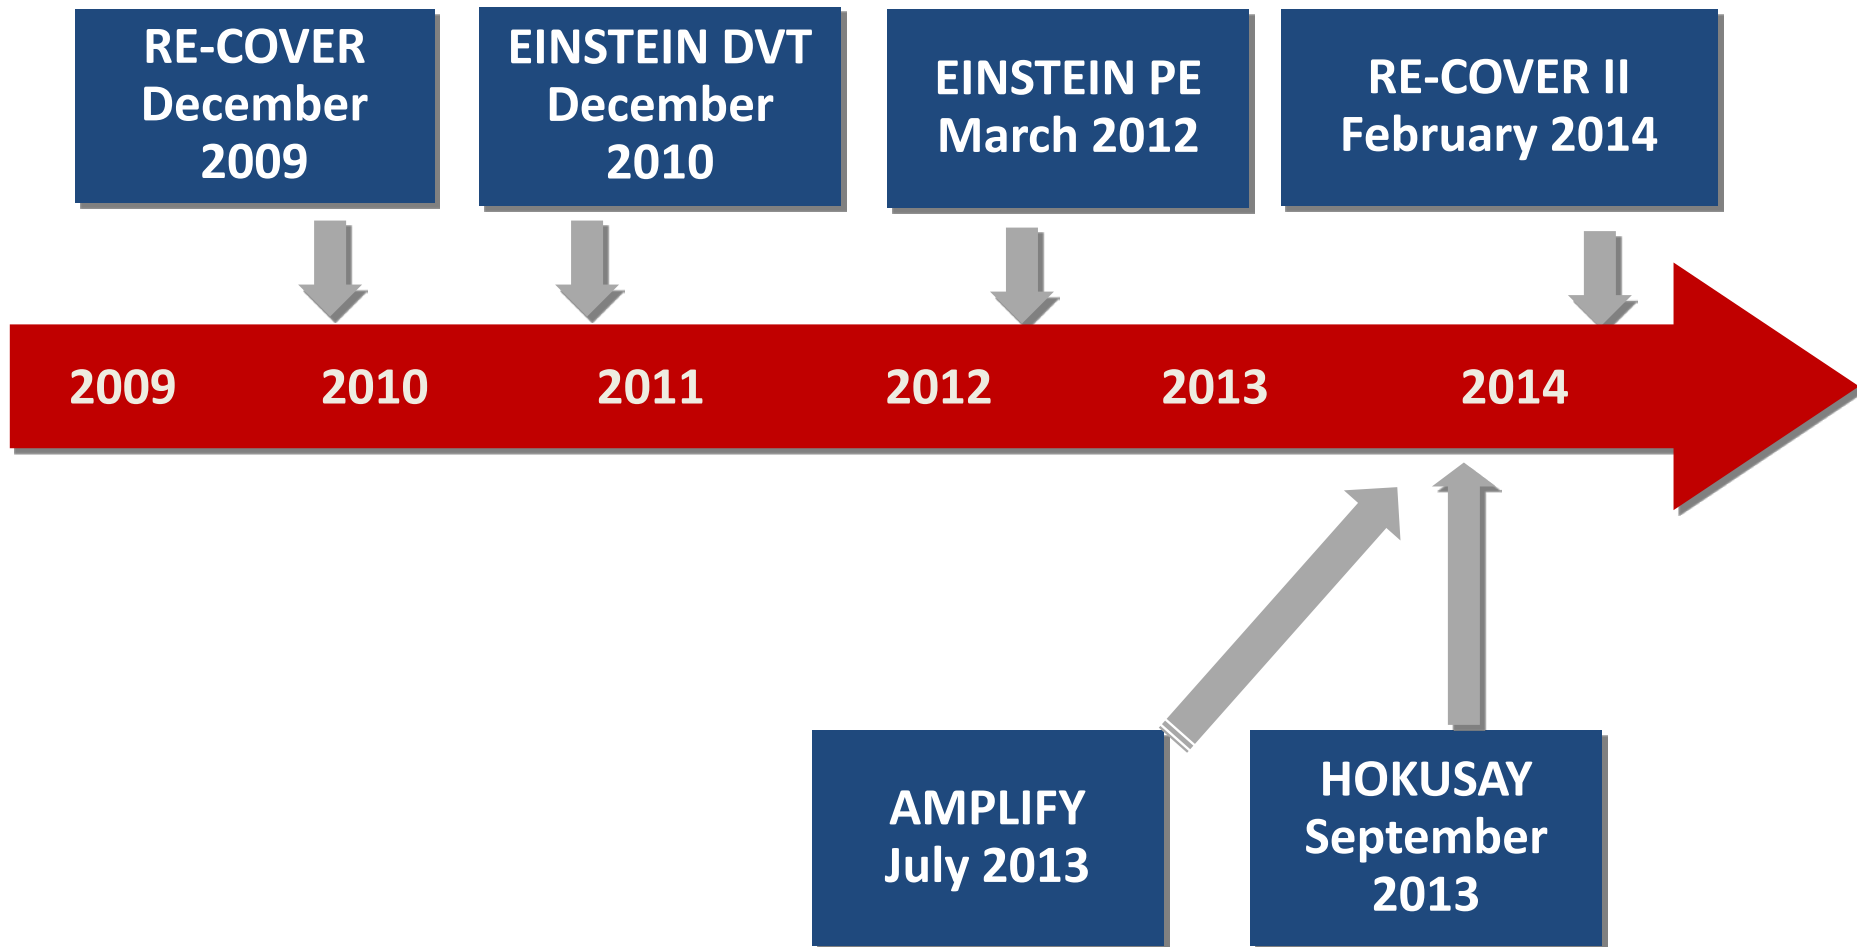 RE-COVER
December
2009
EINSTEIN DVT
December
2010
EINSTEIN PE
March 2012
RE-COVER II
February 2014
2009
2010
2011
2012
2013
2014
AMPLIFY
July 2013
HOKUSAY
September
2013